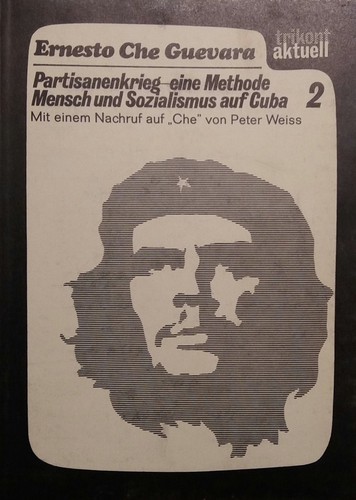 trikont
aktuell
Ernesto Che Guevara
Partisanenkrieg-eine Methode
Mensch und Sozialismus auf Cuba 2
Mit einem Nachruf auf „Che" von Peter Weiss